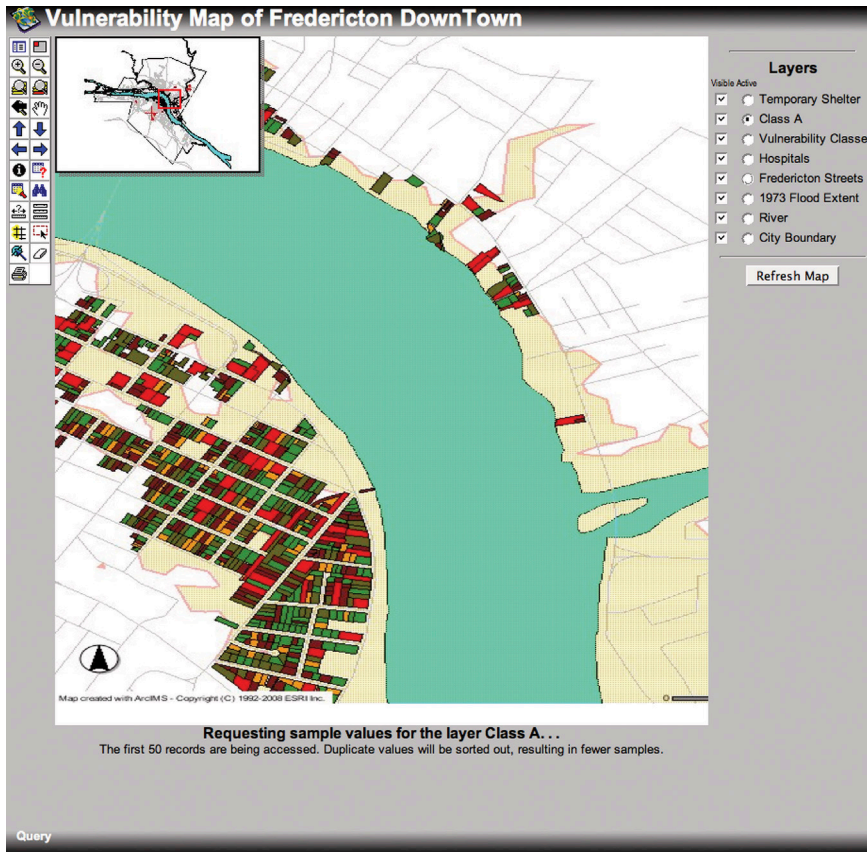 Vulnerability Map of Fredericton DownTown
Layers
Visible Active
Temporary Shelter
Class A
Vulnerability Classe
Hospitals
Fredericton Streets
1973 Flood Extent
River
City Boundary
Refresh Map
Map created with ArcIMS - Copyright (C) 1992-2008 ESRI Inc.
0
Requesting sample values for the layer Class A. . .
The first 50 records are being accessed. Duplicate values will be sorted out, resulting in fewer samples.
Query